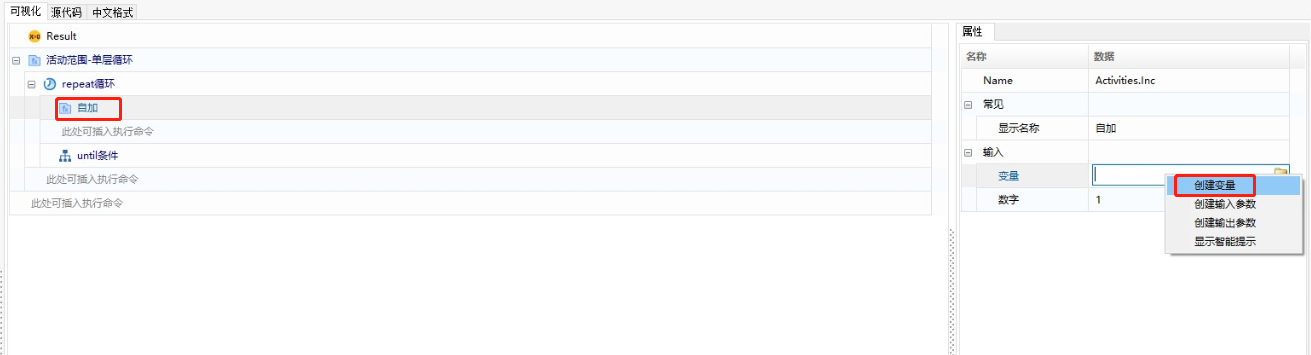 可视化 源代码 中文格式
Result
活动范围-单层循环
repeat循环
自加
此处可插入执行命令
until条件
此处可插入执行命令
此处可插入执行命令
属性
名称 数据
Name Activities.Inc
常见
显示名称 自加
输入
变量
数字 1
创建变量
创建输入参数
创建输出参数
显示智能提示